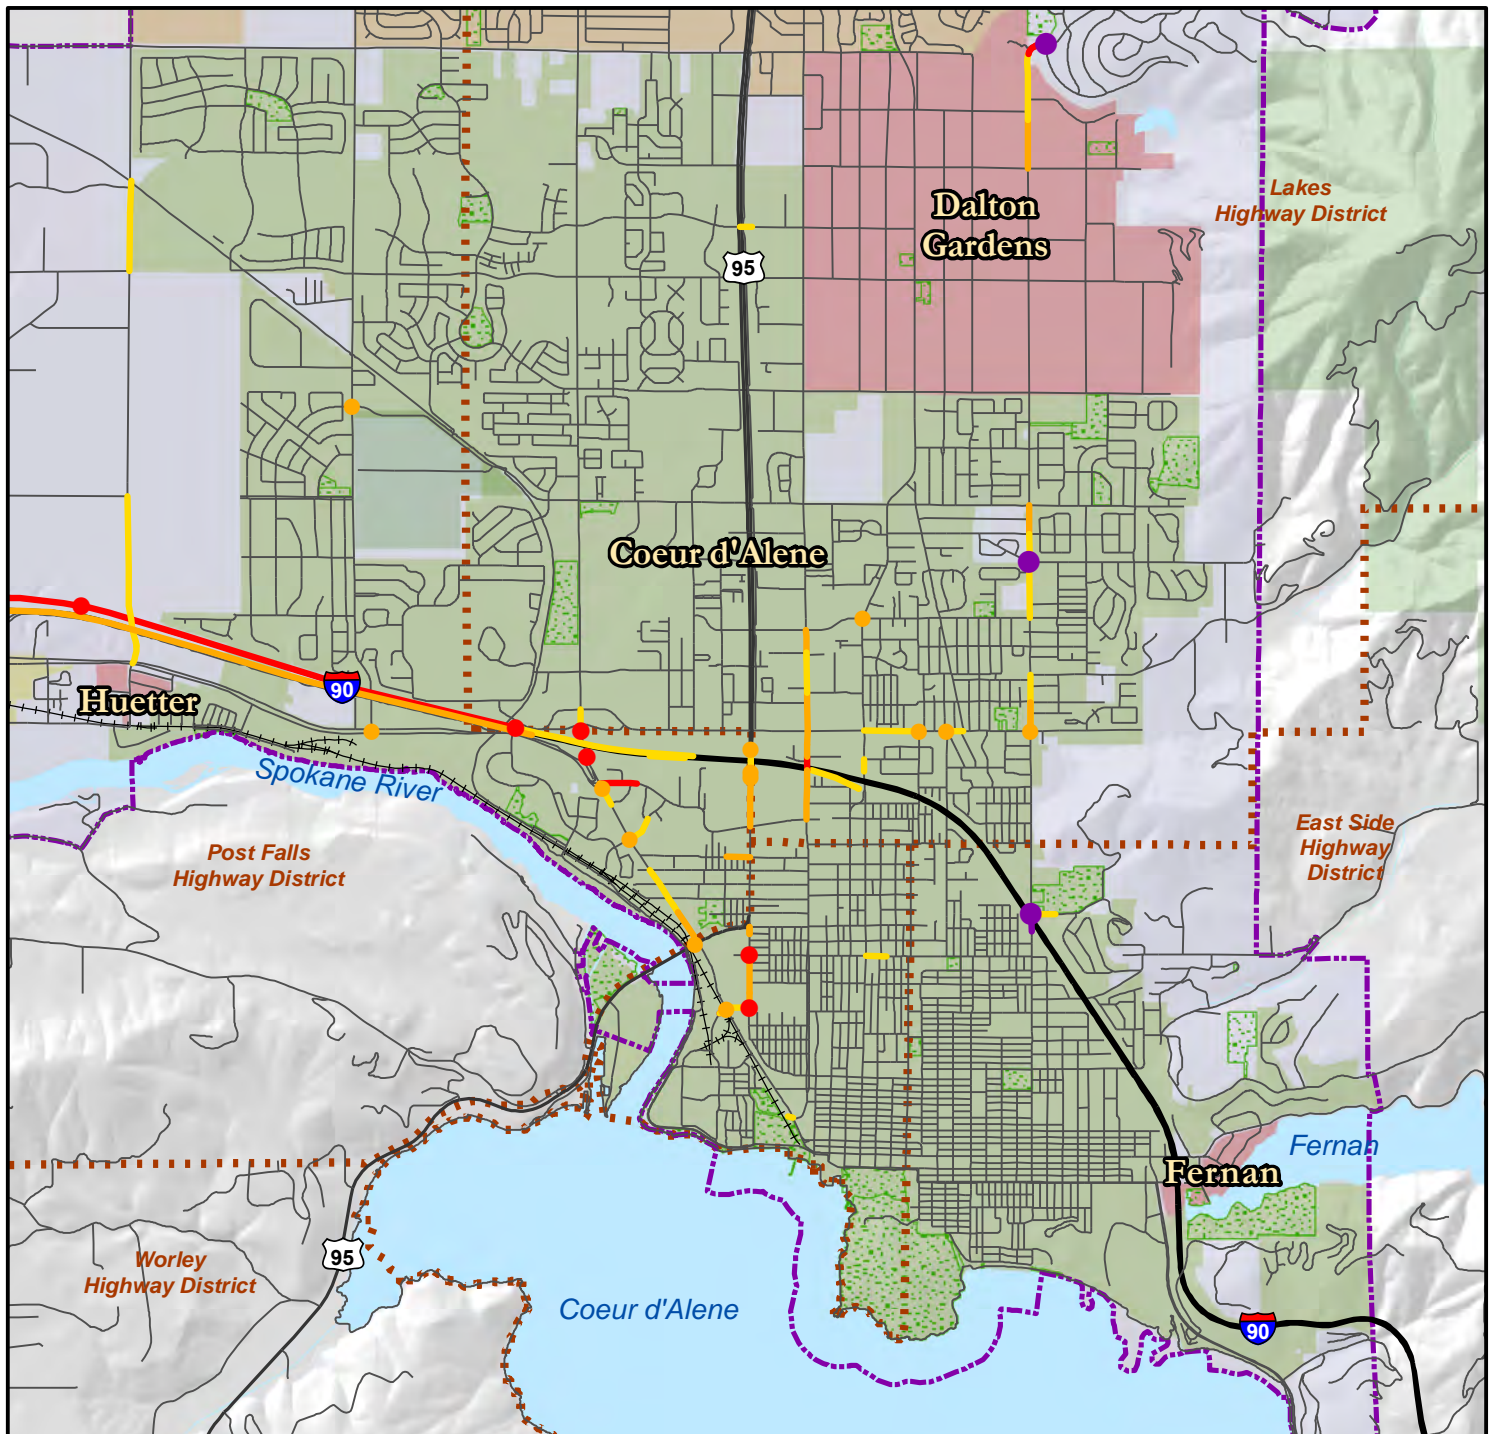 Lakes
Highway District
Dalton
Gardens
95
Coeur d'Alene
90
Huetter
Spokane River
East Side
Highway
District
Post Falls
Highway District
Fernan
Fernan
95
Worley
Highway District
Coeur d'Alene
90